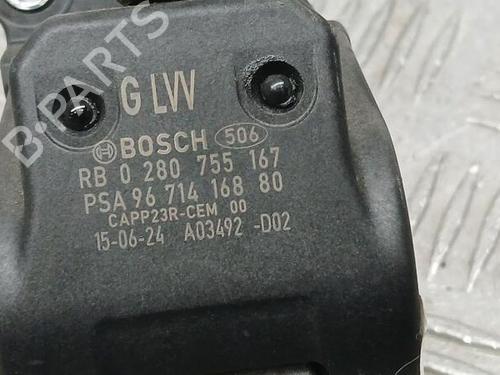 G LVV
BOSCH 506
RB 0 280 755 167
PSA 96 714 168 80
CAPP23R-CEM 00
15-06-24 A03492 -D02
B-PARTS